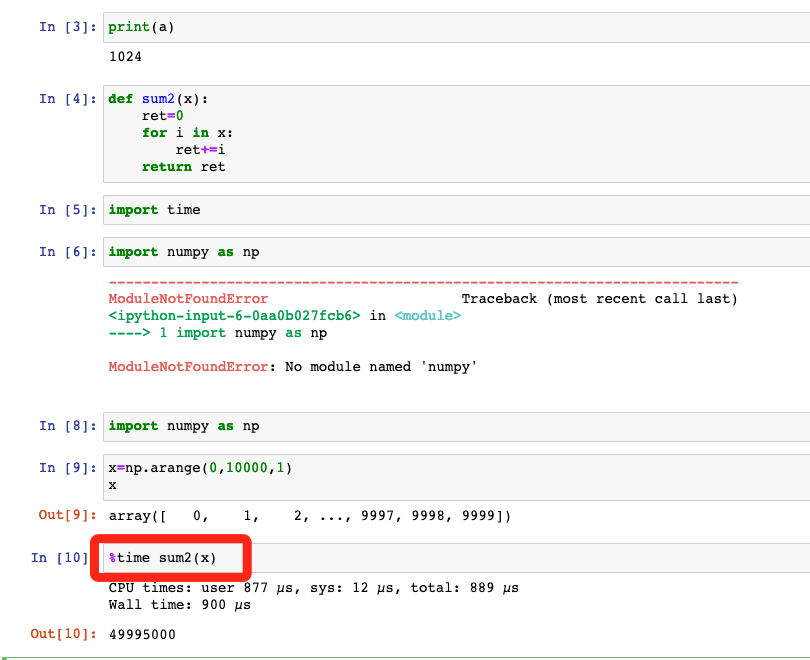 In [3]: print(a)
1024
In [4]: def sum2(x):
ret=0
for i in x:
ret+=i
return ret
In [5]: import time
In [6]: import numpy as np
---------------------------------------------------------------------------
ModuleNotFoundError Traceback (most recent call last)
<ipython-input-6-0aa0b027fcb6> in <module>
----> 1 import numpy as np
ModuleNotFoundError: No module named 'numpy'
In [8]: import numpy as np
In [9]: x=np.arange(0,10000,1)
x
Out[9]: array([ 0, 1, 2, ..., 9997, 9998, 9999])
In [10] %time sum2(x)
CPU times: user 877 µs, sys: 12 µs, total: 889 µs
Wall time: 900 µs
Out[10]: 49995000